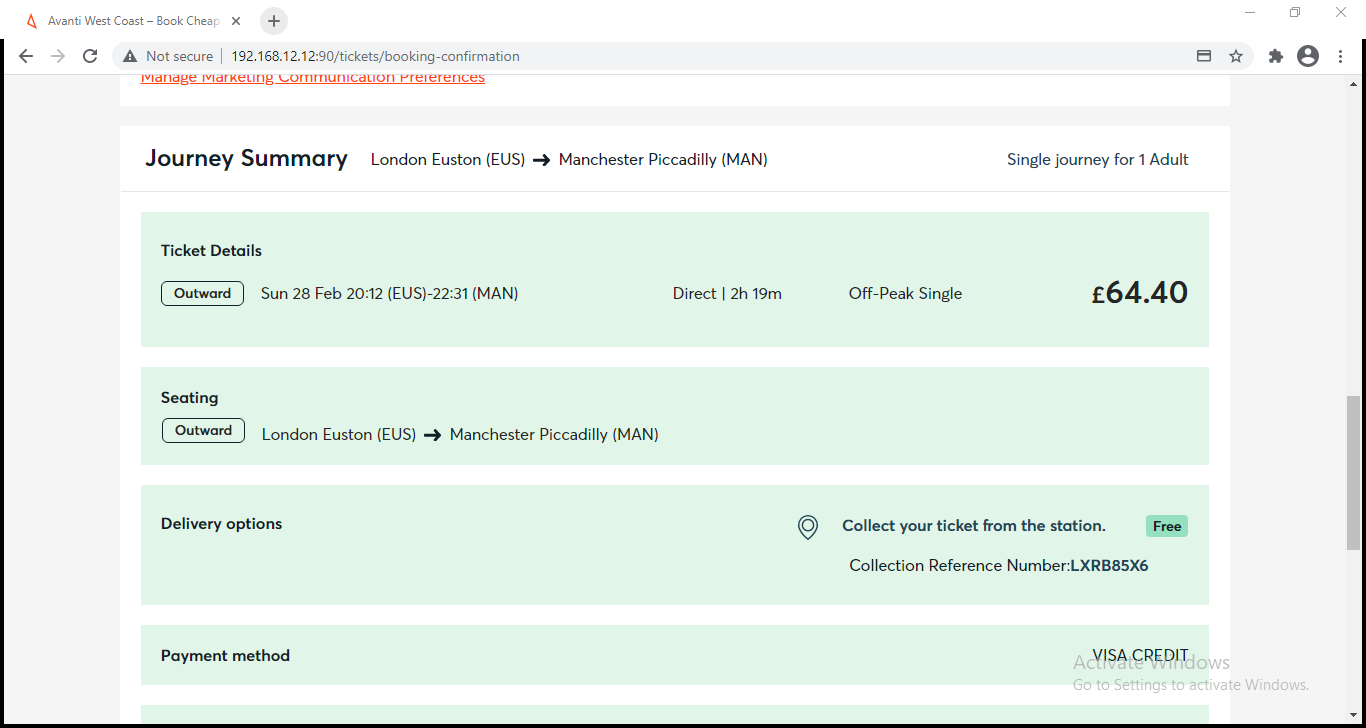 Avanti West Coast – Book Cheap
Not secure
192.168.12.12:90/tickets/booking-confirmation
Manage Marketing Communication Preferences
Journey Summary
London Euston (EUS) ➔ Manchester Piccadilly (MAN)
Single journey for 1 Adult
Ticket Details
Outward Sun 28 Feb 20:12 (EUS)-22:31 (MAN) Direct | 2h 19m Off-Peak Single £64.40
Seating
Outward London Euston (EUS) ➔ Manchester Piccadilly (MAN)
Delivery options
Collect your ticket from the station. Free
Collection Reference Number:LXRB85X6
Payment method VISA CREDIT
Activate Windows
Go to Settings to activate Windows.